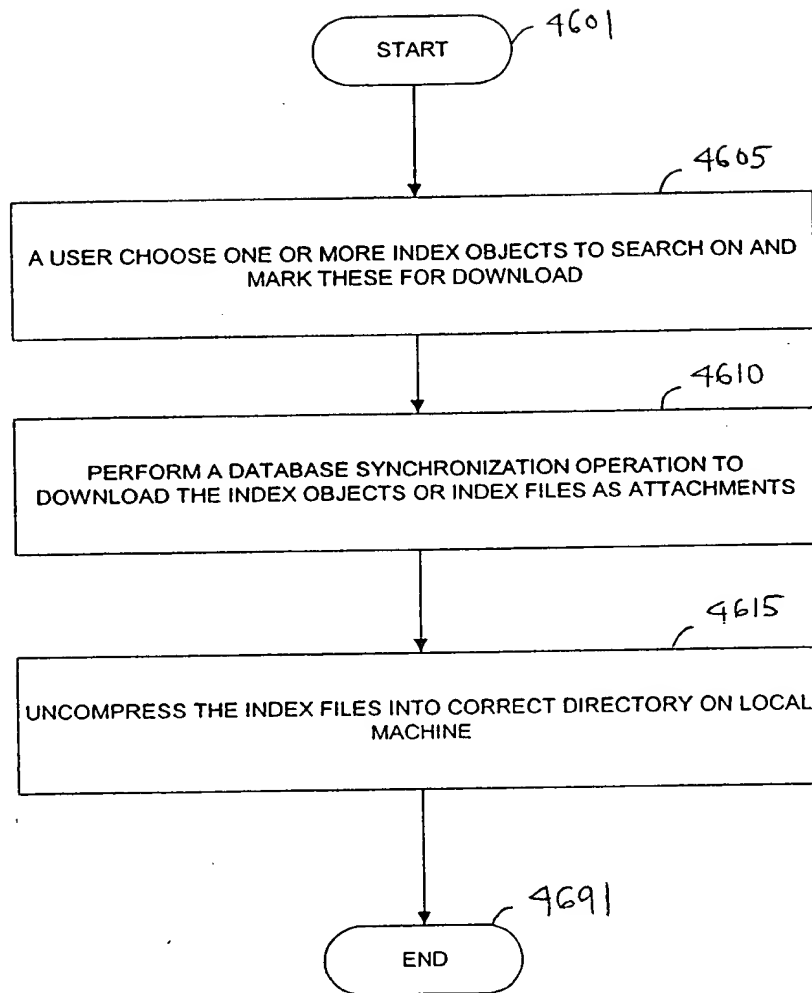 START
4601
4605
A USER CHOOSE ONE OR MORE INDEX OBJECTS TO SEARCH ON AND
MARK THESE FOR DOWNLOAD
4610
PERFORM A DATABASE SYNCHRONIZATION OPERATION TO
DOWNLOAD THE INDEX OBJECTS OR INDEX FILES AS ATTACHMENTS
4615
UNCOMPRESS THE INDEX FILES INTO CORRECT DIRECTORY ON LOCAL
MACHINE
4691
END